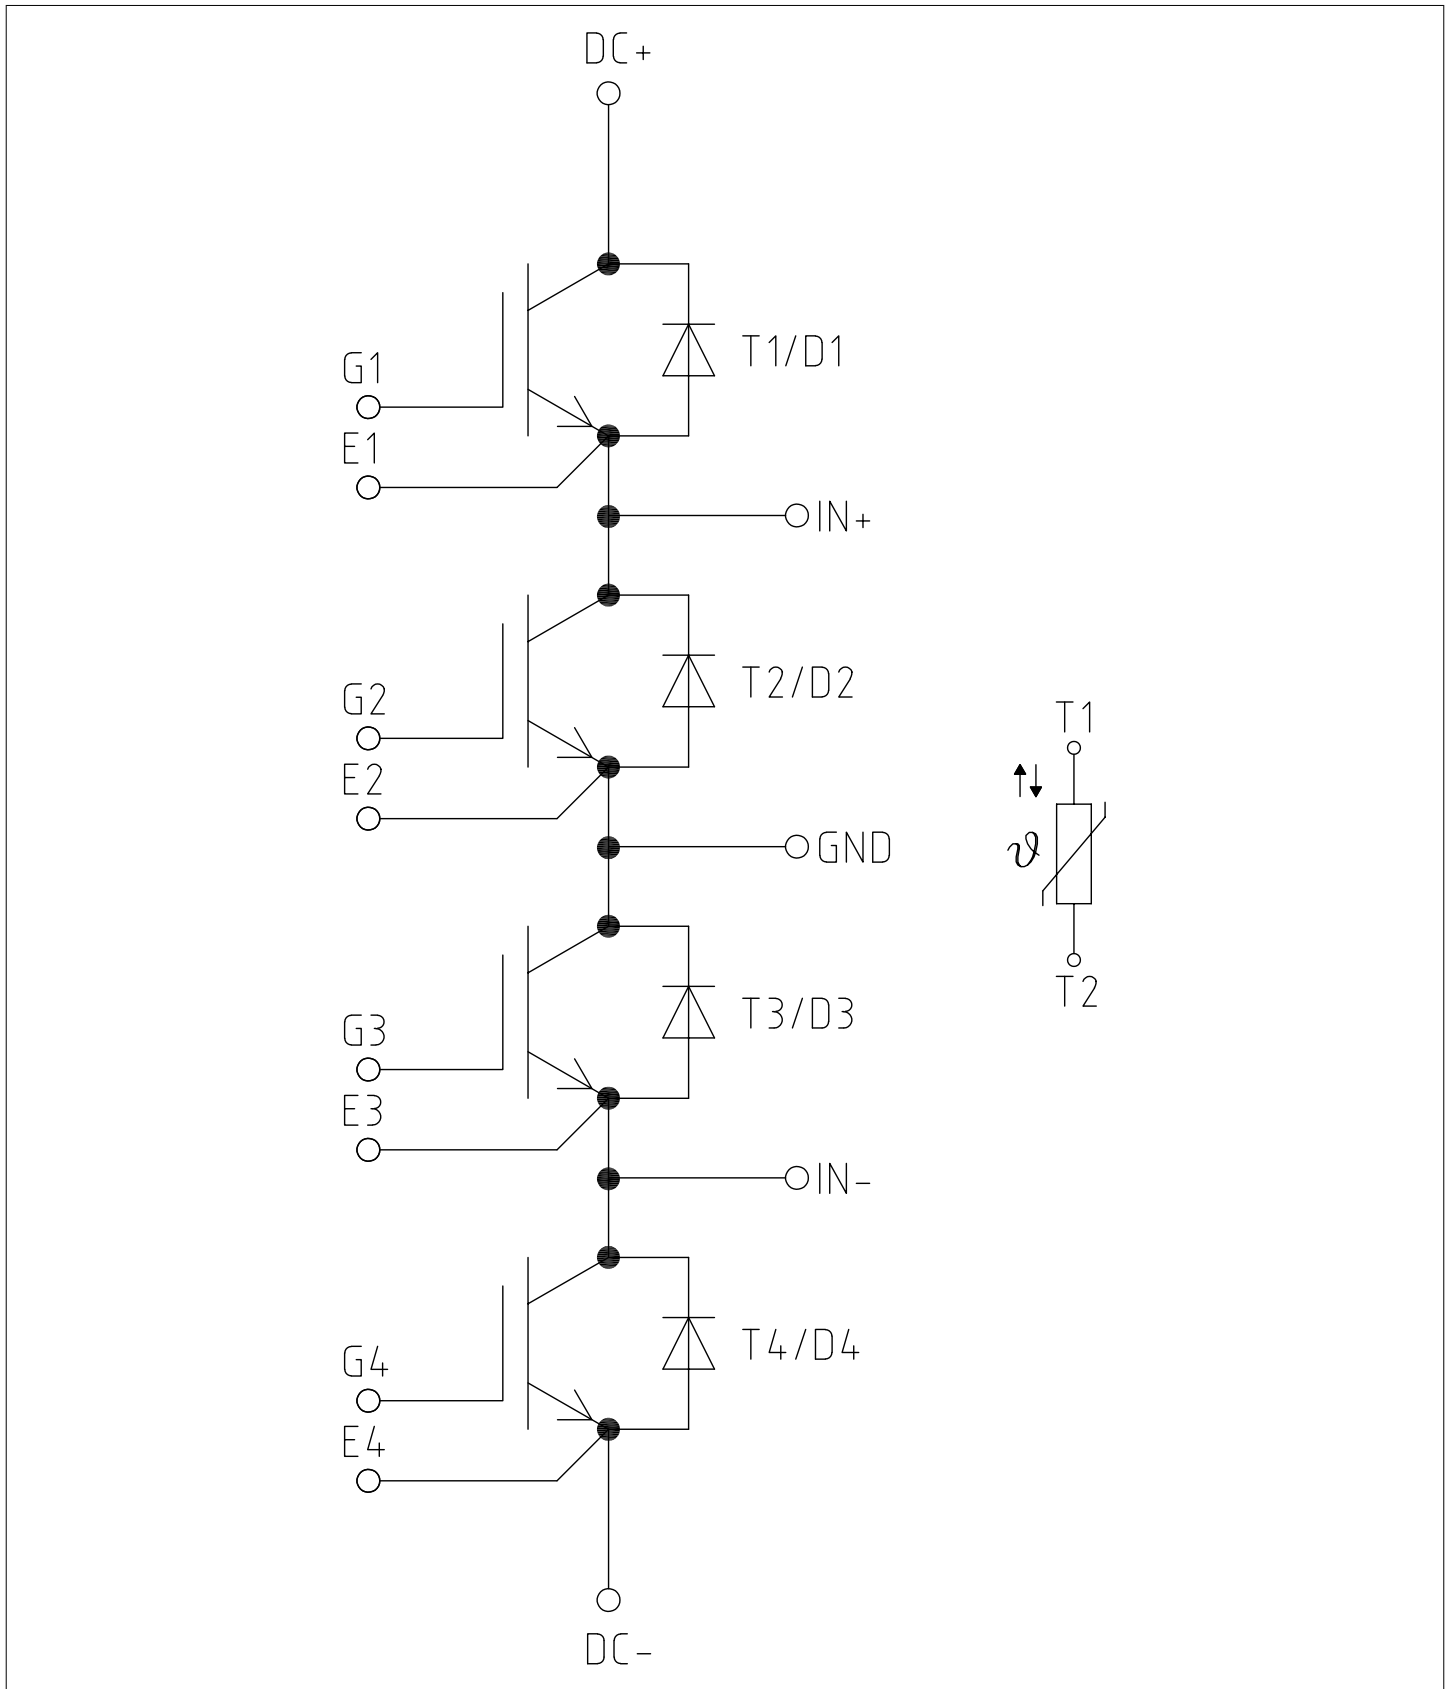 DC+
G1
T1/D1
E1
IN+
G2
T2/D2
E2
T1
GND
ϑ
T2
G3
T3/D3
E3
IN-
G4
T4/D4
E4
DC-